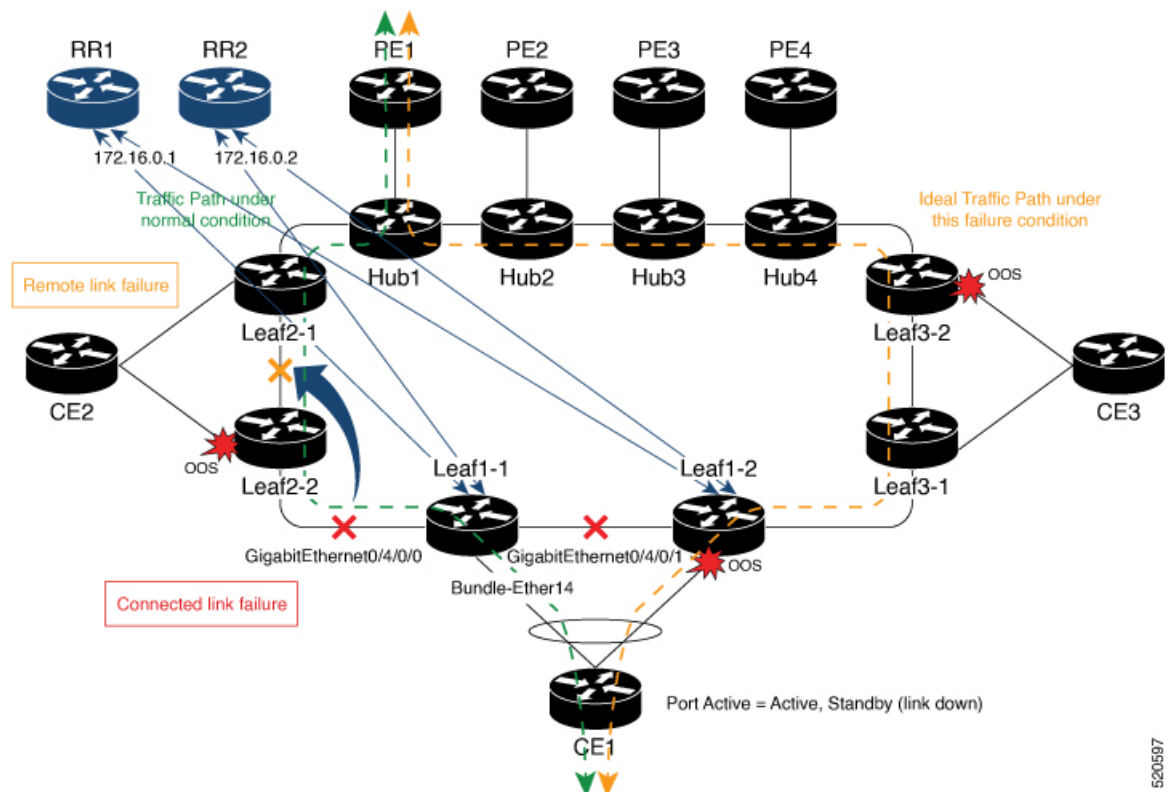 RR1
RR2
PE1
PE2
PE3
PE4
172.16.0.1
172.16.0.2
Traffic Path under
normal condition
Ideal Traffic Path under
this failure condition
Hub1
Hub2
Hub3
Hub4
Remote link failure
OOS
Leaf2-1
Leaf3-2
CE2
CE3
OOS
Leaf2-2
Leaf1-1
Leaf1-2
Leaf3-1
GigabitEthernet0/4/0/0
GigabitEthernet0/4/0/1
OOS
Bundle-Ether14
Connected link failure
Port Active = Active, Standby (link down)
CE1
520597